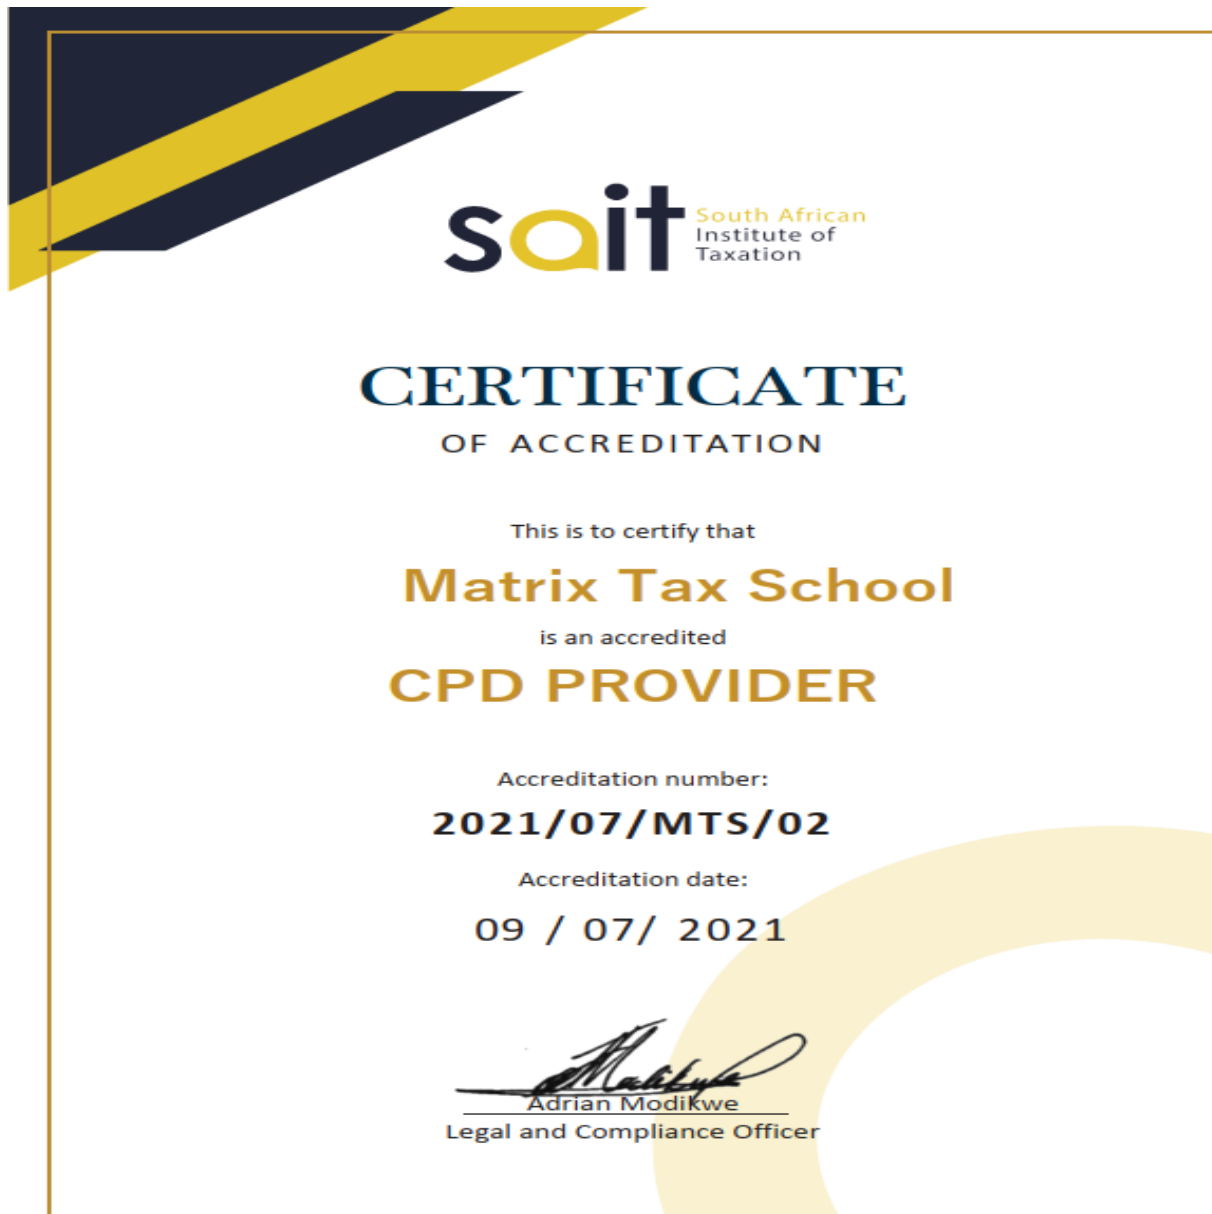 sait
South African
Institute of
Taxation
CERTIFICATE
OF ACCREDITATION
This is to certify that
Matrix Tax School
is an accredited
CPD PROVIDER
Accreditation number:
2021/07/MTS/02
Accreditation date:
09 / 07/ 2021
Adrian Modikwe
Legal and Compliance Officer